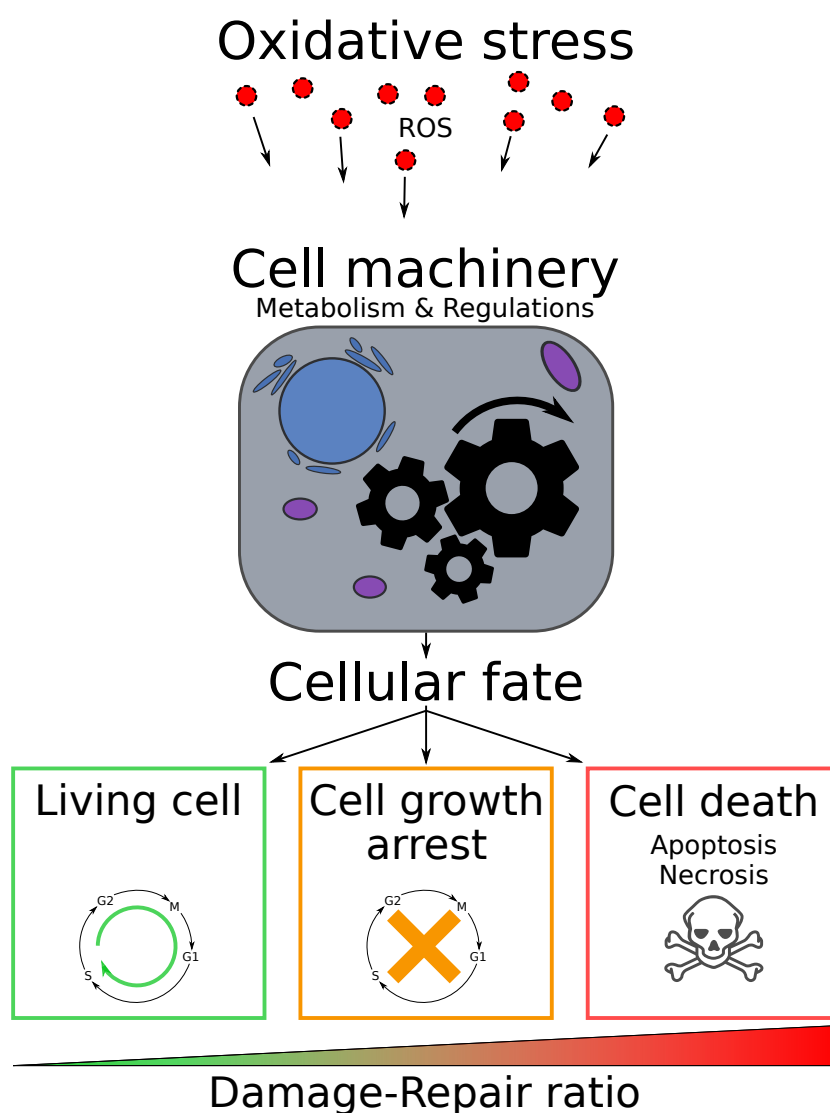 Oxidative stress
ROS
Cell machinery
Metabolism & Regulations
Cellular fate
Living cell
G2
M
G1
S
Cell growth
arrest
G2
M
G1
S
Cell death
Apoptosis
Necrosis
Damage-Repair ratio